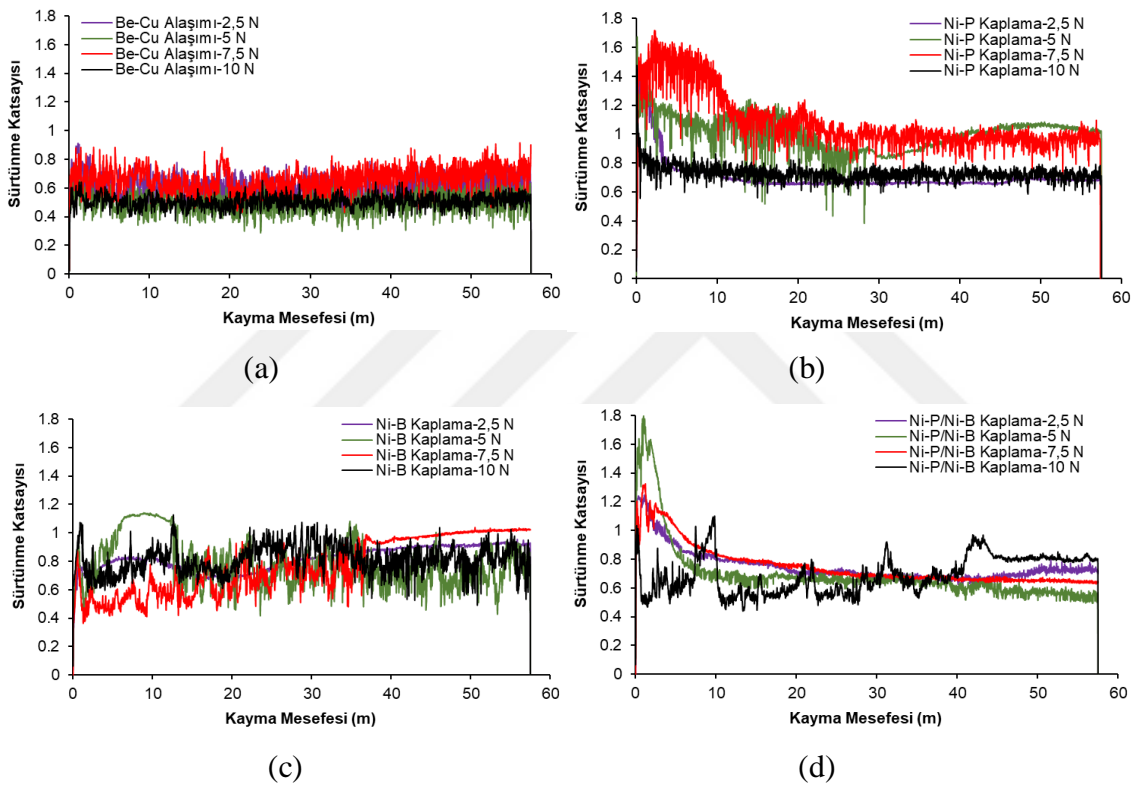 Be-Cu Alaşımı-2,5 N
Be-Cu Alaşımı-5 N
Be-Cu Alaşımı-7,5 N
Be-Cu Alaşımı-10 N
Sürtünme Katsayısı
1.8
1.6
1.4
1.2
1
0.8
0.6
0.4
0.2
0
0 10 20 30 40 50 60
Kayma Mesefesi (m)
(a)
Ni-P Kaplama-2,5 N
Ni-P Kaplama-5 N
Ni-P Kaplama-7,5 N
Ni-P Kaplama-10 N
Sürtünme Katsayısı
1.8
1.6
1.4
1.2
1
0.8
0.6
0.4
0.2
0
0 10 20 30 40 50 60
Kayma Mesefesi (m)
(b)
Ni-B Kaplama-2,5 N
Ni-B Kaplama-5 N
Ni-B Kaplama-7,5 N
Ni-B Kaplama-10 N
Sürtünme Katsayısı
1.8
1.6
1.4
1.2
1
0.8
0.6
0.4
0.2
0
0 10 20 30 40 50 60
Kayma Mesefesi (m)
(c)
Ni-P/Ni-B Kaplama-2,5 N
Ni-P/Ni-B Kaplama-5 N
Ni-P/Ni-B Kaplama-7,5 N
Ni-P/Ni-B Kaplama-10 N
Sürtünme Katsayısı
1.8
1.6
1.4
1.2
1
0.8
0.6
0.4
0.2
0
0 10 20 30 40 50 60
Kayma Mesefesi (m)
(d)